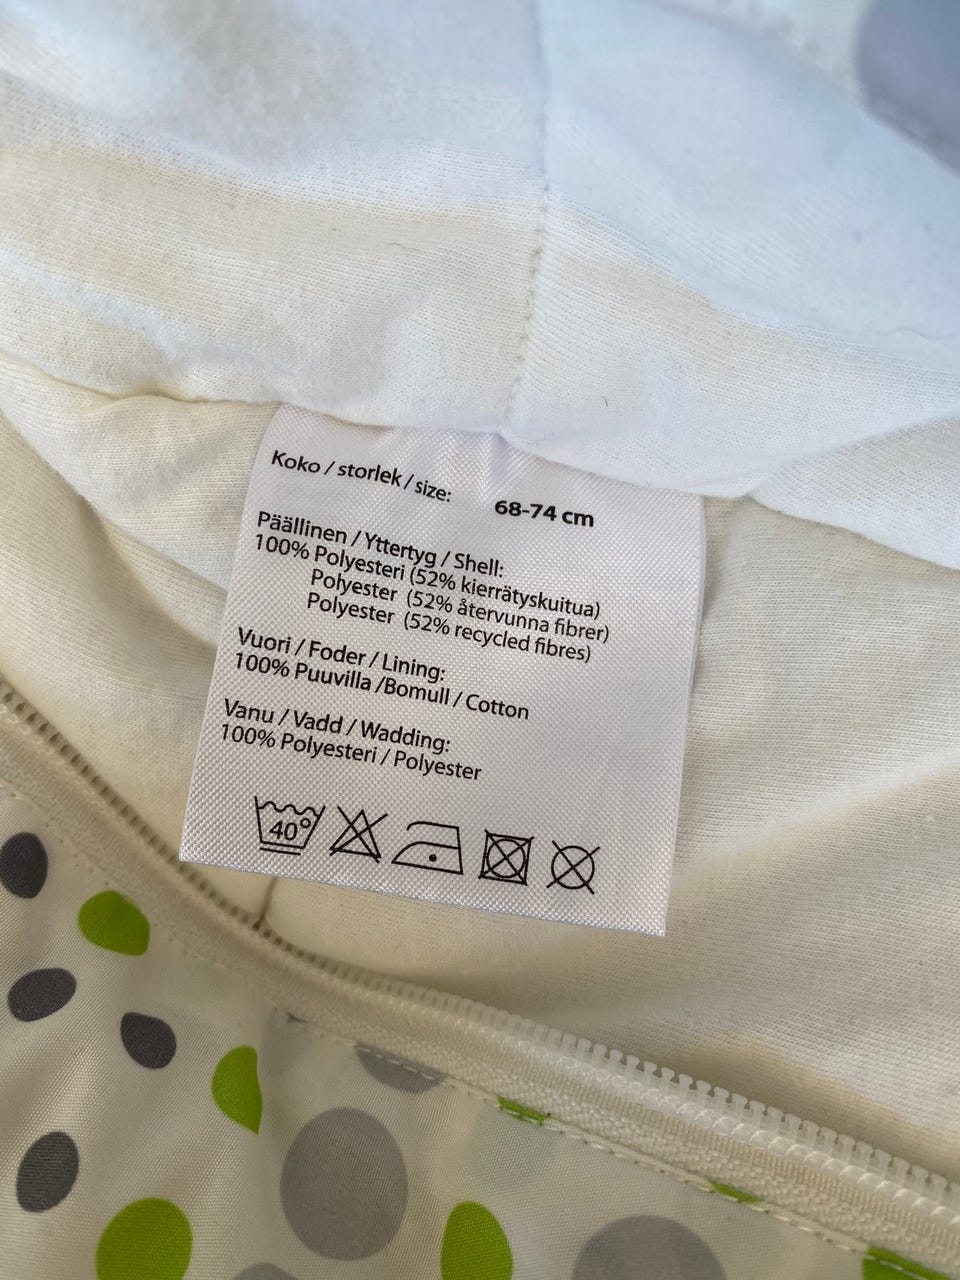 Koko / storlek / size: 68-74 cm
Päällinen / Yttertyg / Shell:
100% Polyesteri (52% kierrätyskuitua)
Polyester (52% återvunna fibrer)
Polyester (52% recycled fibres)
Vuori / Foder / Lining:
100% Puuvilla /Bomull / Cotton
Vanu / Vadd / Wadding:
100% Polyesteri / Polyester
40°